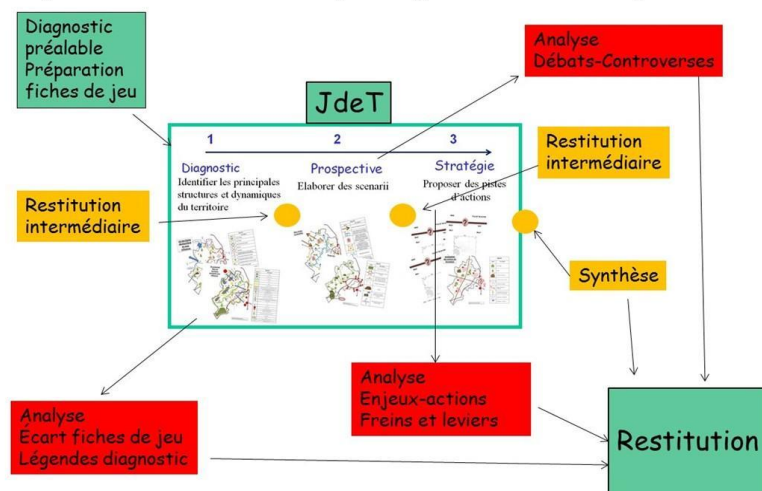 Diagnostic
préalable
Préparation
fiches de jeu
Analyse
Débats-Controverses
JdeT
1
2
3
Diagnostic
Identifier les principales
structures et dynamiques
du territoire
Prospective
Elaborer des scenarii
Stratégie
Proposer des pistes
d'actions
Restitution
intermédiaire
Restitution
intermédiaire
Synthèse
Analyse
Écart fiches de jeu
Légendes diagnostic
Analyse
Enjeux-actions
Freins et leviers
Restitution